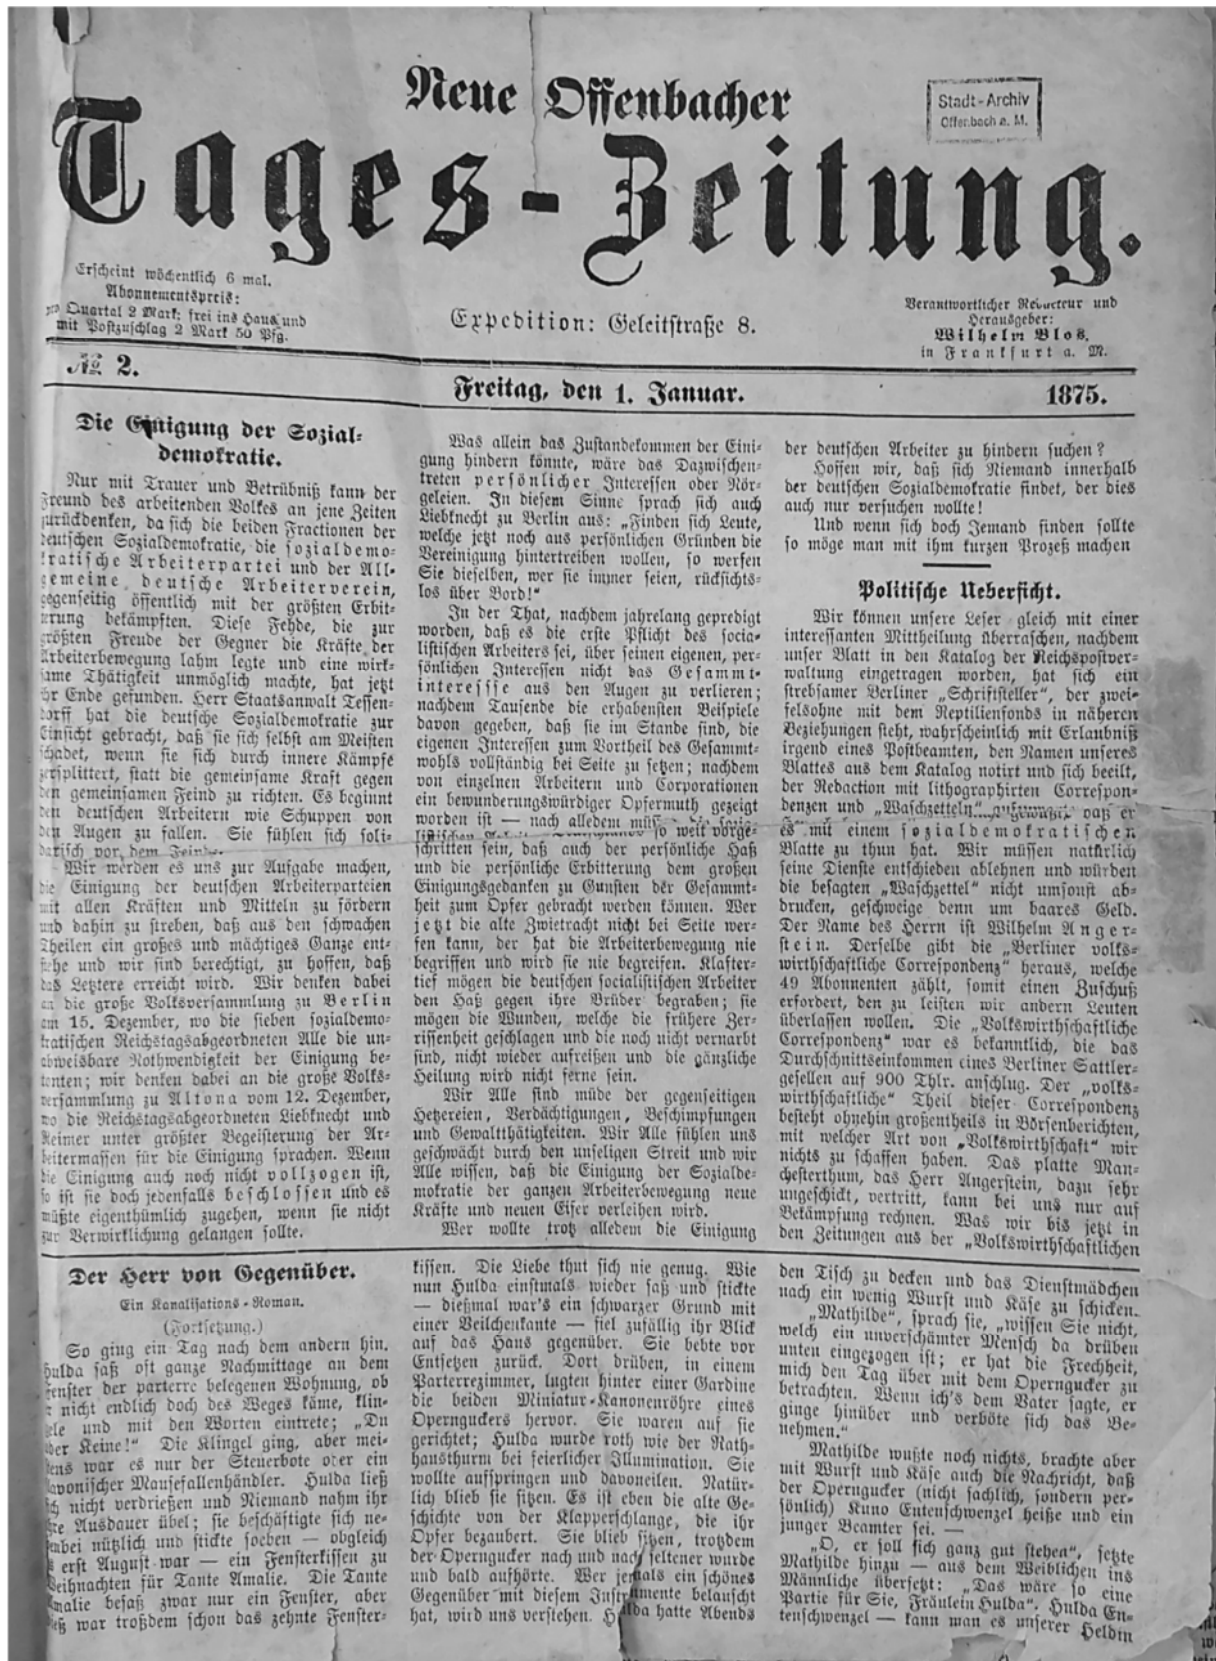 Neue Offenbacher
Tages-Zeitung.
Stadt-Archiv
Offenbach a. M.
Erscheint wöchentlich 6 mal.
Abonnementspreis:
Quartal 2 Mark; frei ins Haus und
mit Postzuschlag 2 Mark 50 Pfg.
Expedition: Geleitstraße 8.
Verantwortlicher Redacteur und
Herausgeber:
Wilhelm Blos,
in Frankfurt a. M.
No 2.
Freitag, den 1. Januar.
1875.
Die Einigung der Sozial-
demokratie.
Nur mit Trauer und Betrübniß kann der
Freund des arbeitenden Volkes an jene Zeiten
zurückdenken, da sich die beiden Fractionen der
deutschen Sozialdemokratie, die sozialdemo-
kratische Arbeiterpartei und der All-
gemeine deutsche Arbeiterverein,
gegenseitig öffentlich mit der größten Erbit-
terung bekämpften. Diese Fehde, die zur
größten Freude der Gegner die Kräfte der
Arbeiterbewegung lahm legte und eine wirk-
same Thätigkeit unmöglich machte, hat jetzt
ihr Ende gefunden. Herr Staatsanwalt Tessen-
dorff hat die deutsche Sozialdemokratie zur
Einsicht gebracht, daß sie sich selbst am Meisten
schadet, wenn sie sich durch innere Kämpfe
zersplittert, statt die gemeinsame Kraft gegen
den gemeinsamen Feind zu richten. Es beginnt
den deutschen Arbeitern wie Schuppen von
den Augen zu fallen. Sie fühlen sich soli-
darisch vor dem Feinde.
Wir werden es uns zur Aufgabe machen,
die Einigung der deutschen Arbeiterparteien
mit allen Kräften und Mitteln zu fördern
und dahin zu streben, daß aus den schwachen
Theilen ein großes und mächtiges Ganze ent-
stehe und wir sind berechtigt, zu hoffen, daß
das Letztere erreicht wird. Wir denken dabei
an die große Volksversammlung zu Berlin
am 15. Dezember, wo die sieben sozialdemo-
kratischen Reichstagsabgeordneten Alle die un-
abweisbare Nothwendigkeit der Einigung be-
tonten; wir denken dabei an die große Volks-
versammlung zu Altona vom 12. Dezember,
wo die Reichstagsabgeordneten Liebknecht und
Reimer unter größter Begeisterung der Ar-
beitermassen für die Einigung sprachen. Wenn
die Einigung auch noch nicht vollzogen ist,
so ist sie doch jedenfalls beschlossen und es
müßte eigenthümlich zugehen, wenn sie nicht
zur Verwirklichung gelangen sollte.
Was allein das Zustandekommen der Eini-
gung hindern könnte, wäre das Dazwischen-
treten persönlicher Interessen oder Nör-
geleien. In diesem Sinne sprach sich auch
Liebknecht zu Berlin aus: „Finden sich Leute,
welche jetzt noch aus persönlichen Gründen die
Vereinigung hintertreiben wollen, so werfen
Sie dieselben, wer sie immer seien, rücksichts-
los über Bord!“
In der That, nachdem jahrelang gepredigt
worden, daß es die erste Pflicht des socia-
listischen Arbeiters sei, über seinen eigenen, per-
sönlichen Interessen nicht das Gesammt-
interessse aus den Augen zu verlieren;
nachdem Tausende die erhabensten Beispiele
davon gegeben, daß sie im Stande sind, die
eigenen Interessen zum Vortheil des Gesammt-
wohls vollständig bei Seite zu setzen; nachdem
von einzelnen Arbeitern und Corporationen
ein bewunderungswürdiger Opfermuth gezeigt
worden ist — nach alledem
so weit vorge-
schritten sein, daß auch der persönliche Haß
und die persönliche Erbitterung dem großen
Einigungsgedanken zu Gunsten der Gesammt-
heit zum Opfer gebracht werden können. Wer
jetzt die alte Zwietracht nicht bei Seite wer-
fen kann, der hat die Arbeiterbewegung nie
begriffen und wird sie nie begreifen. Klafter-
tief mögen die deutschen socialistischen Arbeiter
den Haß gegen ihre Brüder begraben; sie
mögen die Wunden, welche die frühere Zer-
rissenheit geschlagen und die noch nicht vernarbt
sind, nicht wieder aufreißen und die gänzliche
Heilung wird nicht ferne sein.
Wir Alle sind müde der gegenseitigen
Hetzereien, Verdächtigungen, Beschimpfungen
und Gewaltthätigkeiten. Wir Alle fühlen uns
geschwächt durch den unseligen Streit und wir
Alle wissen, daß die Einigung der Sozialde-
mokratie der ganzen Arbeiterbewegung neue
Kräfte und neuen Eifer verleihen wird.
Wer wollte trotz alledem die Einigung
der deutschen Arbeiter zu hindern suchen?
Hoffen wir, daß sich Niemand innerhalb
der deutschen Sozialdemokratie findet, der dies
auch nur versuchen wollte!
Und wenn sich doch Jemand finden sollte
so möge man mit ihm kurzen Prozeß machen
Politische Uebersicht.
Wir können unsere Leser gleich mit einer
interessanten Mittheilung überraschen, nachdem
unser Blatt in den Katalog der Reichspostver-
waltung eingetragen worden, hat sich ein
strebsamer Berliner „Schriftsteller“, der zwei-
felsohne mit dem Reptilienfonds in näheren
Beziehungen steht, wahrscheinlich mit Erlaubniß
irgend eines Postbeamten, den Namen unseres
Blattes aus dem Katalog notirt und sich beeilt,
der Redaction mit lithographirten Correspon-
denzen und „Waschzetteln“ daß er
es mit einem sozialdemokratischen
Blatte zu thun hat. Wir müssen natürlich
seine Dienste entschieden ablehnen und würden
die besagten „Waschzettel“ nicht umsonst ab-
drucken, geschweige denn um baares Geld.
Der Name des Herrn ist Wilhelm Anger-
stein. Derselbe gibt die „Berliner volks-
wirthschaftliche Correspondenz“ heraus, welche
49 Abonnenten zählt, somit einen Zuschuß
erfordert, den zu leisten wir andern Leuten
überlassen wollen. Die „Volkswirthschaftliche
Correspondenz“ war es bekanntlich, die das
Durchschnittseinkommen eines Berliner Sattler-
gesellen auf 900 Thlr. anschlug. Der „volks-
wirthschaftliche“ Theil dieser Correspondenz
besteht ohnehin großentheils in Börsenberichten,
mit welcher Art von „Volkswirthschaft“ wir
nichts zu schaffen haben. Das platte Man-
chesterthum, das Herr Angerstein, dazu sehr
ungeschickt, vertritt, kann bei uns nur auf
Bekämpfung rechnen. Was wir bis jetzt in
den Zeitungen aus der „Volkswirthschaftlichen
Der Herr von Gegenüber.
Ein Kanalisations-Roman.
(Fortsetzung.)
So ging ein Tag nach dem andern hin.
Hulda saß oft ganze Nachmittage an dem
Fenster der parterre belegenen Wohnung, ob
er nicht endlich doch des Weges käme, klin-
gele und mit den Worten eintrete; „Du
oder Keine!“ Die Klingel ging, aber mei-
stens war es nur der Steuerbote oder ein
slavonischer Mausefallenhändler. Hulda ließ
sich nicht verdrießen und Niemand nahm ihr
ihre Ausdauer übel; sie beschäftigte sich ne-
benbei nützlich und stickte soeben — obgleich
es erst August war — ein Fensterkissen zu
Weihnachten für Tante Amalie. Die Tante
Amalie besaß zwar nur ein Fenster, aber
dieß war troßdem schon das zehnte Fenster-
kissen. Die Liebe thut sich nie genug. Wie
nun Hulda einstmals wieder saß und stickte
— dießmal war's ein schwarzer Grund mit
einer Veilchenkante — fiel zufällig ihr Blick
auf das Haus gegenüber. Sie bebte vor
Entsetzen zurück. Dort drüben, in einem
Parterrezimmer, lugten hinter einer Gardine
die beiden Miniatur-Kanonenröhre eines
Opernguckers hervor. Sie waren auf sie
gerichtet; Hulda wurde roth wie der Rath-
hausthurm bei feierlicher Illumination. Sie
wollte aufspringen und davoneilen. Natür-
lich blieb sie sitzen. Es ist eben die alte Ge-
schichte von der Klapperschlange, die ihr
Opfer bezaubert. Sie blieb sitzen, trotzdem
der Operngucker nach und nach seltener wurde
und bald aufhörte. Wer jemals ein schönes
Gegenüber mit diesem Instrumente belauscht
hat, wird uns verstehen. Hulda hatte Abends
den Tisch zu decken und das Dienstmädchen
nach ein wenig Wurst und Käse zu schicken.
„Mathilde“, sprach sie, „wissen Sie nicht,
welch ein unverschämter Mensch da drüben
unten eingezogen ist; er hat die Frechheit,
mich den Tag über mit dem Operngucker zu
betrachten. Wenn ich's dem Vater sagte, er
ginge hinüber und verböte sich das Be-
nehmen.“
Mathilde wußte noch nichts, brachte aber
mit Wurst und Käse auch die Nachricht, daß
der Operngucker (nicht sachlich, sondern per-
sönlich) Kuno Entenschwenzel heiße und ein
junger Beamter sei. —
„O, er soll sich ganz gut stehen“, setzte
Mathilde hinzu — aus dem Weiblichen ins
Männliche übersetzt: „Das wäre so eine
Partie für Sie, Fräulein Hulda“. Hulda En-
tenschwenzel — kann man es unserer Heldin